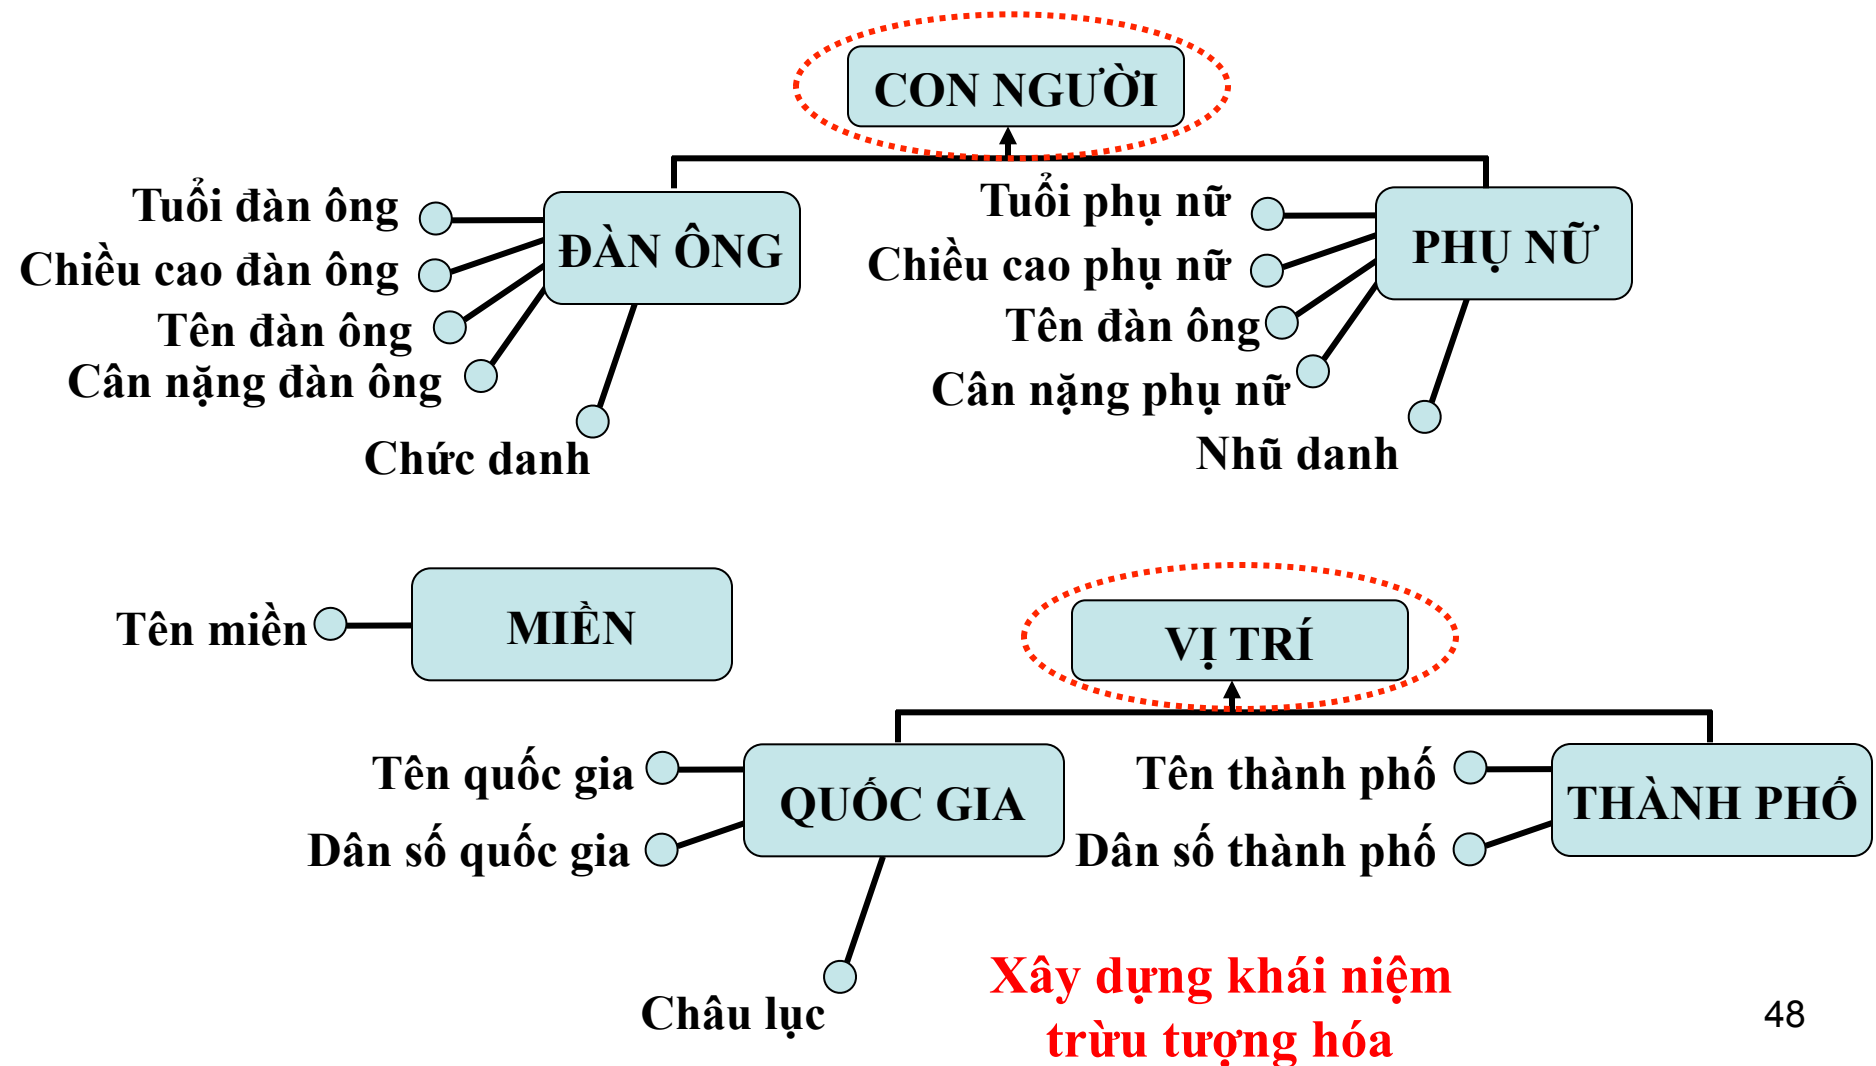 CON NGƯỜI
Tuổi đàn ông
Chiều cao đàn ông
Tên đàn ông
Cân nặng đàn ông
Chức danh
ĐÀN ÔNG
Tuổi phụ nữ
Chiều cao phụ nữ
Tên đàn ông
Cân nặng phụ nữ
Nhũ danh
PHỤ NỮ
Tên miền
MIỀN
VỊ TRÍ
Tên quốc gia
Dân số quốc gia
QUỐC GIA
Châu lục
Tên thành phố
Dân số thành phố
THÀNH PHỐ
Xây dựng khái niệm
trừu tượng hóa
48